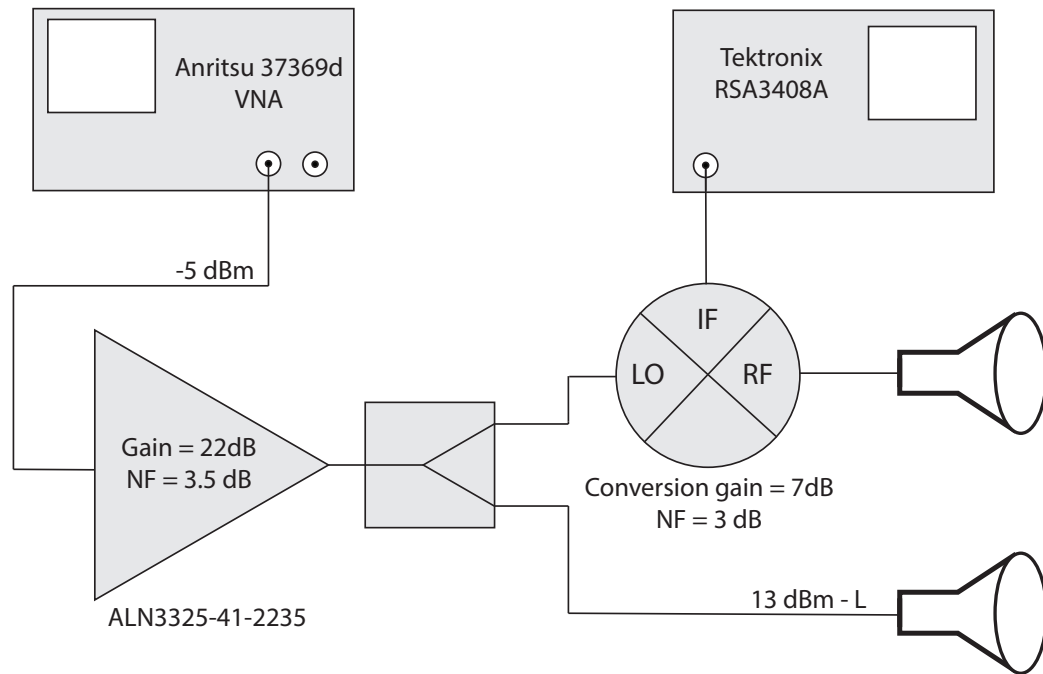 Anritsu 37369d
VNA
Tektronix
RSA3408A
-5 dBm
IF
LO
RF
Gain = 22dB
NF = 3.5 dB
Conversion gain = 7dB
NF = 3 dB
13 dBm - L
ALN3325-41-2235